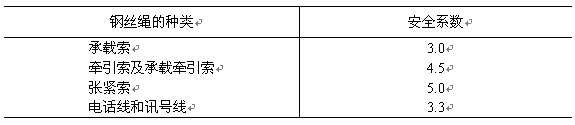 钢丝绳的种类 安全系数
承载索 3.0
牵引索及承载牵引索 4.5
张紧索 5.0
电话线和讯号线 3.3